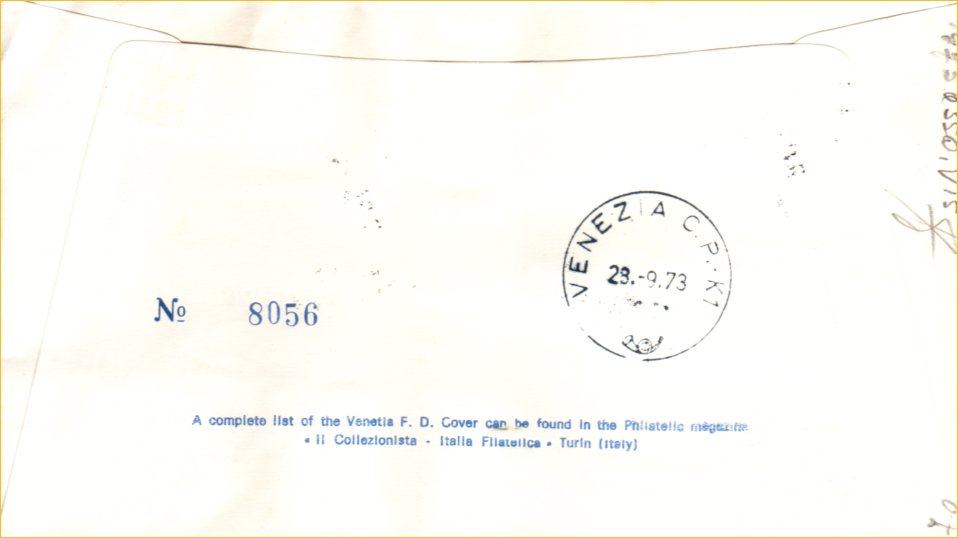 VENEZIA C.P.-K1
28.-9.73
№ 8056
A complete list of the Venetia F. D. Cover can be found in the Philatelic magazine
« Il Collezionista - Italia Filatelica » Turin (Italy)